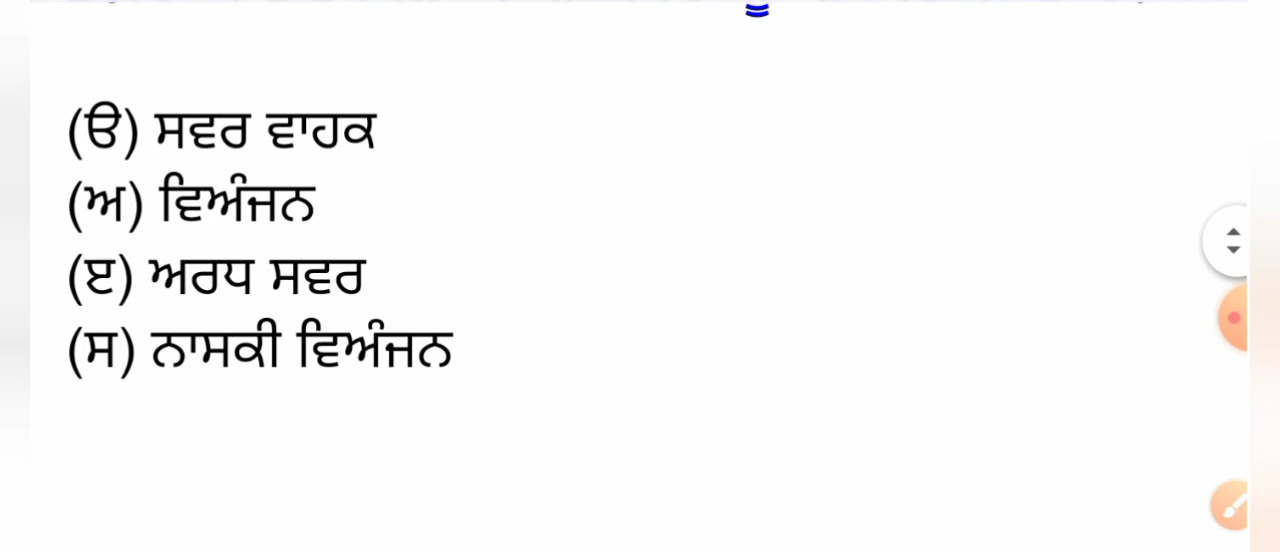 (ੳ) ਸਵਰ ਵਾਹਕ
(ਅ) ਵਿਅੰਜਨ
(ੲ) ਅਰਧ ਸਵਰ
(ਸ) ਨਾਸਕੀ ਵਿਅੰਜਨ